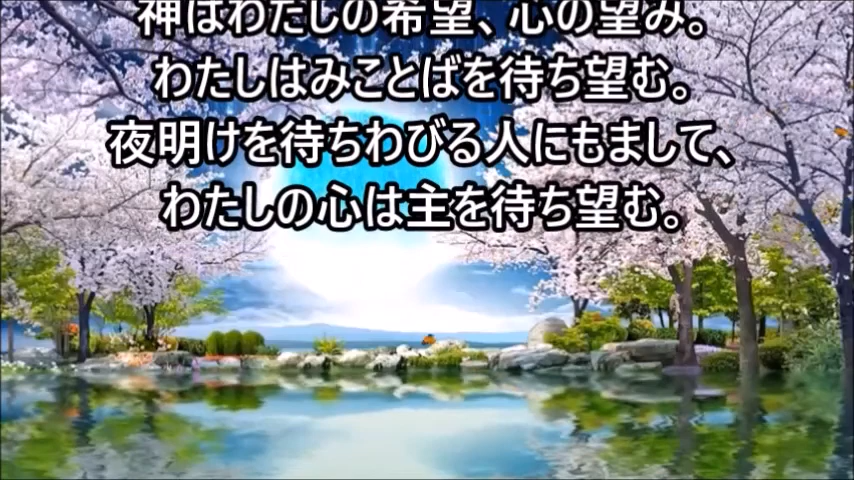 神はわたしの希望、心の望み。
わたしはみことばを待ち望む。
夜明けを待ちわびる人にもまして、
わたしの心は主を待ち望む。